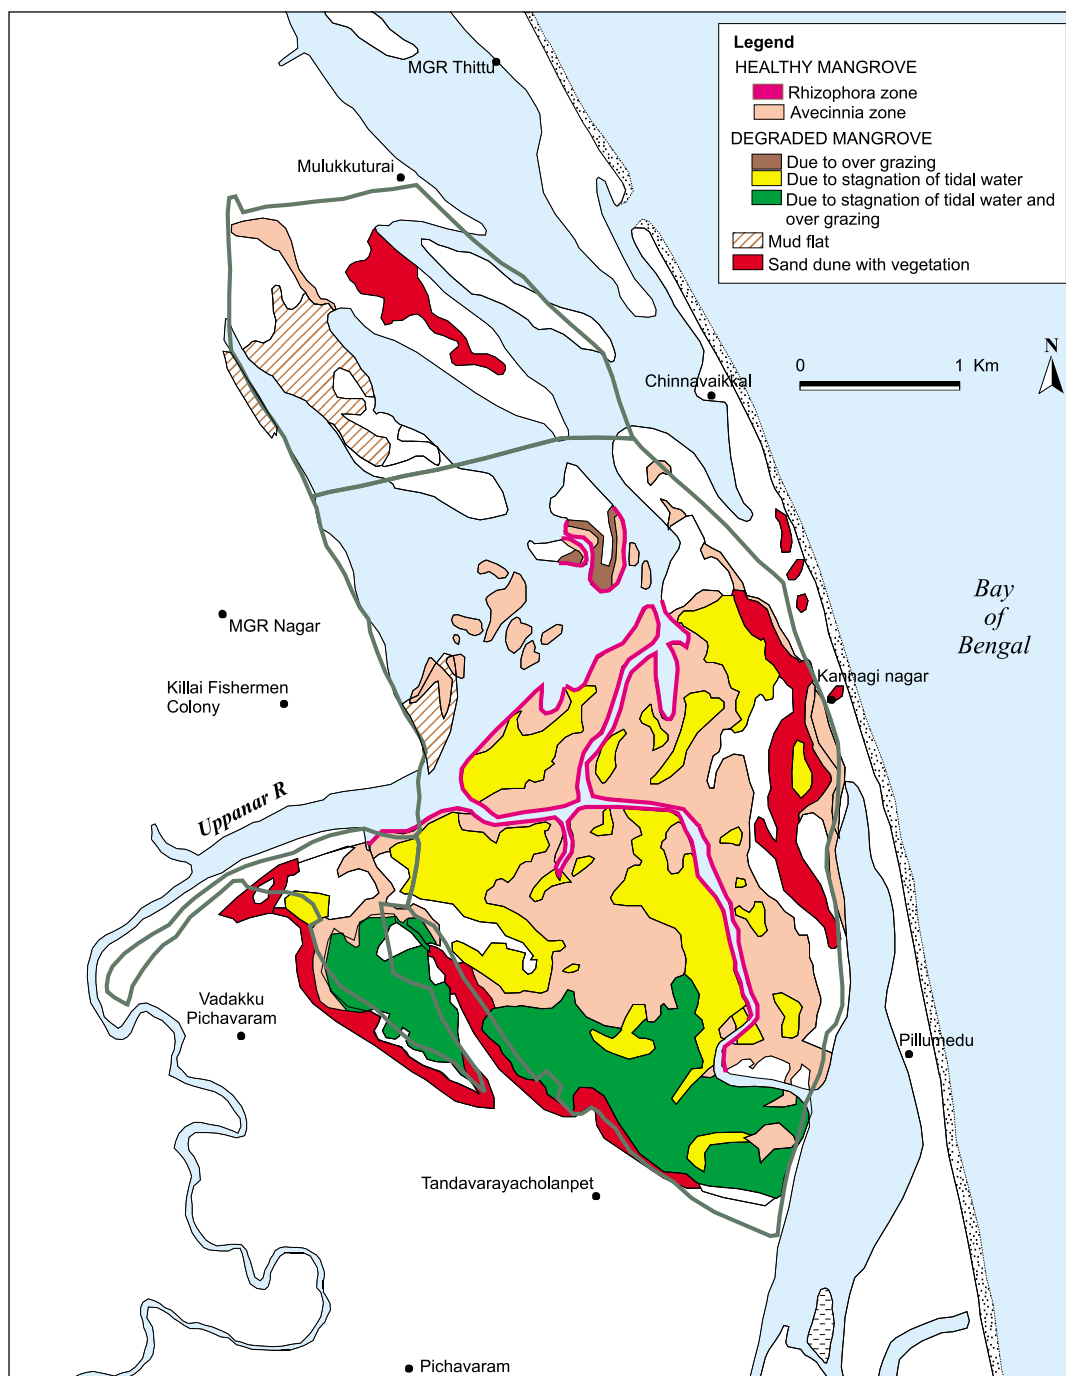 Legend
HEALTHY MANGROVE
Rhizophora zone
Avecinnia zone
DEGRADED MANGROVE
Due to over grazing
Due to stagnation of tidal water
Due to stagnation of tidal water and
over grazing
Mud flat
Sand dune with vegetation
MGR Thittu
Mulukkuturai
N
0 1 Km
Chinnavaikkal
Bay
of
Bengal
MGR Nagar
Kannagi nagar
Killai Fishermen
Colony
Uppanar R
Vadakku
Pichavaram
Pillumedu
Tandavarayacholanpet
Pichavaram